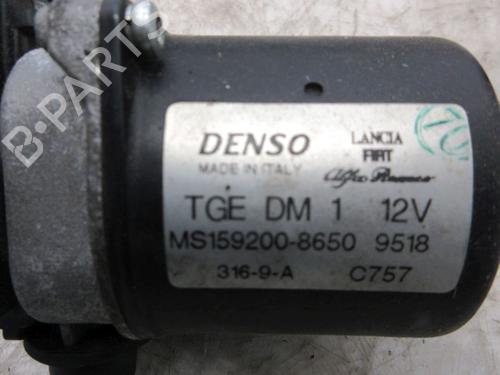 B-PARTS
DENSO
MADE IN ITALY
LANCIA
FIAT
Alfa Romeo
TGE DM 1 12V
MS159200-8650 9518
316-9-A C757